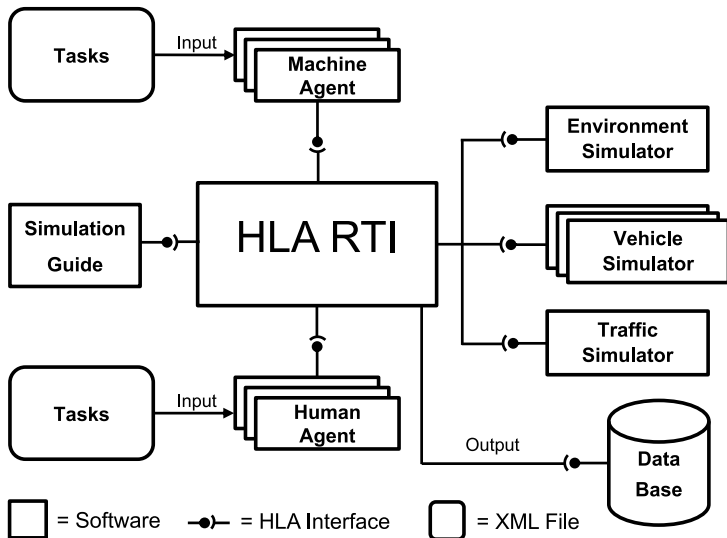 Tasks
Input
Machine
Agent
Environment
Simulator
Simulation
Guide
HLA RTI
Vehicle
Simulator
Traffic
Simulator
Tasks
Input
Human
Agent
Output
Data
Base
= Software
= HLA Interface
= XML File